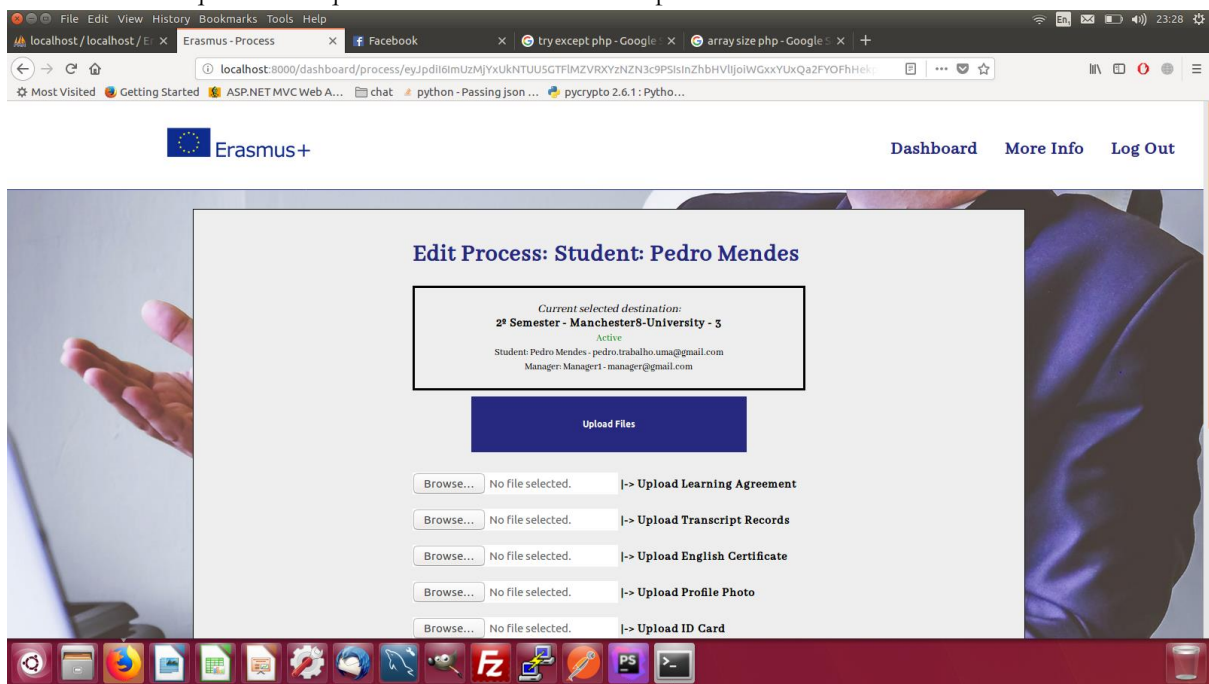 File Edit View History Bookmarks Tools Help
En 23:28
localhost / localhost / Er
Erasmus - Process
Facebook
try except php - Google S
array size php - Google S
localhost:8000/dashboard/process/
Most Visited Getting Started ASP.NET MVC Web A... chat python - Passing json ... pycrypto 2.6.1 : Pytho...
Erasmus+
Dashboard More Info Log Out
Edit Process: Student: Pedro Mendes
Current selected destination:
2º Semester - Manchester8-University - 3
Active
Student: Pedro Mendes - pedro.trabalho.uma@gmail.com
Manager: Manager1 - manager@gmail.com
Upload Files
Browse... No file selected. |-> Upload Learning Agreement
Browse... No file selected. |-> Upload Transcript Records
Browse... No file selected. |-> Upload English Certificate
Browse... No file selected. |-> Upload Profile Photo
Browse... No file selected. |-> Upload ID Card
PS